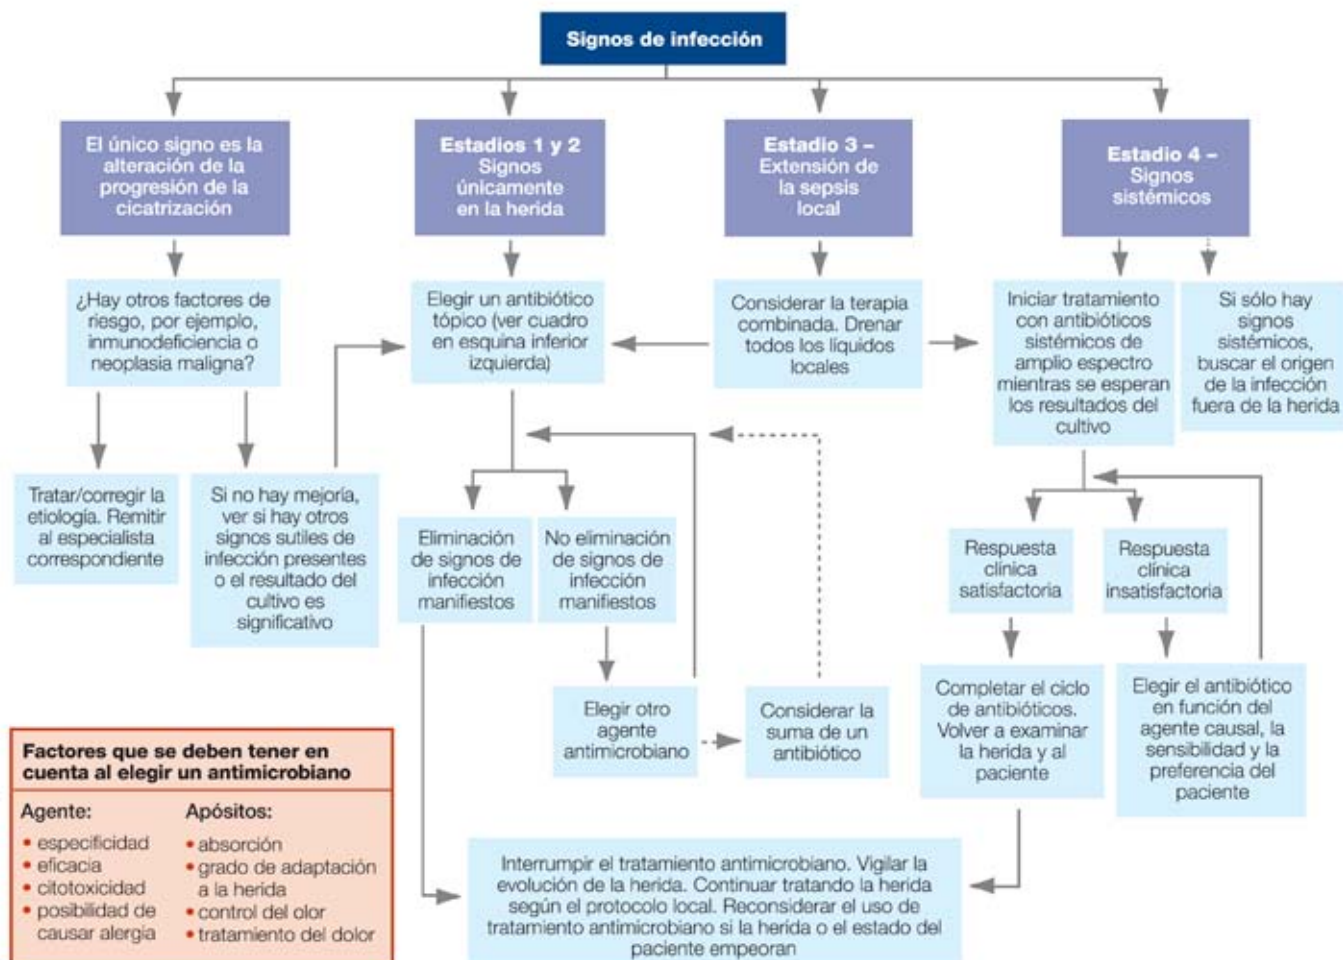 Signos de infección
El único signo es la
alteración de la
progresión de la
cicatrización
Estadios 1 y 2
Signos
únicamente
en la herida
Estadio 3 –
Extensión de
la sepsis
local
Estadio 4 –
Signos
sistémicos
¿Hay otros factores de
riesgo, por ejemplo,
inmunodeficiencia o
neoplasia maligna?
Elegir un antibiótico
tópico (ver cuadro
en esquina inferior
izquierda)
Considerar la terapia
combinada. Drenar
todos los líquidos
locales
Iniciar tratamiento
con antibióticos
sistémicos de
amplio espectro
mientras se esperan
los resultados del
cultivo
Si sólo hay
signos
sistémicos,
buscar el origen
de la infección
fuera de la herida
Tratar/corregir la
etiología. Remitir
al especialista
correspondiente
Si no hay mejoría,
ver si hay otros
signos sutiles de
infección presentes
o el resultado del
cultivo es
significativo
Eliminación
de signos de
infección
manifiestos
No eliminación
de signos de
infección
manifiestos
Respuesta
clínica
satisfactoria
Respuesta
clínica
insatisfactoria
Elegir otro
agente
antimicrobiano
Considerar la
suma de un
antibiótico
Completar el ciclo
de antibióticos.
Volver a examinar
la herida y al
paciente
Elegir el antibiótico
en función del
agente causal, la
sensibilidad y la
preferencia del
paciente
Factores que se deben tener en
cuenta al elegir un antimicrobiano
Agente:
• especificidad
• eficacia
• citotoxicidad
• posibilidad de
causar alergia
Apósitos:
• absorción
• grado de adaptación
a la herida
• control del olor
• tratamiento del dolor
Interrumpir el tratamiento antimicrobiano. Vigilar la
evolución de la herida. Continuar tratando la herida
según el protocolo local. Reconsiderar el uso de
tratamiento antimicrobiano si la herida o el estado del
paciente empeoran